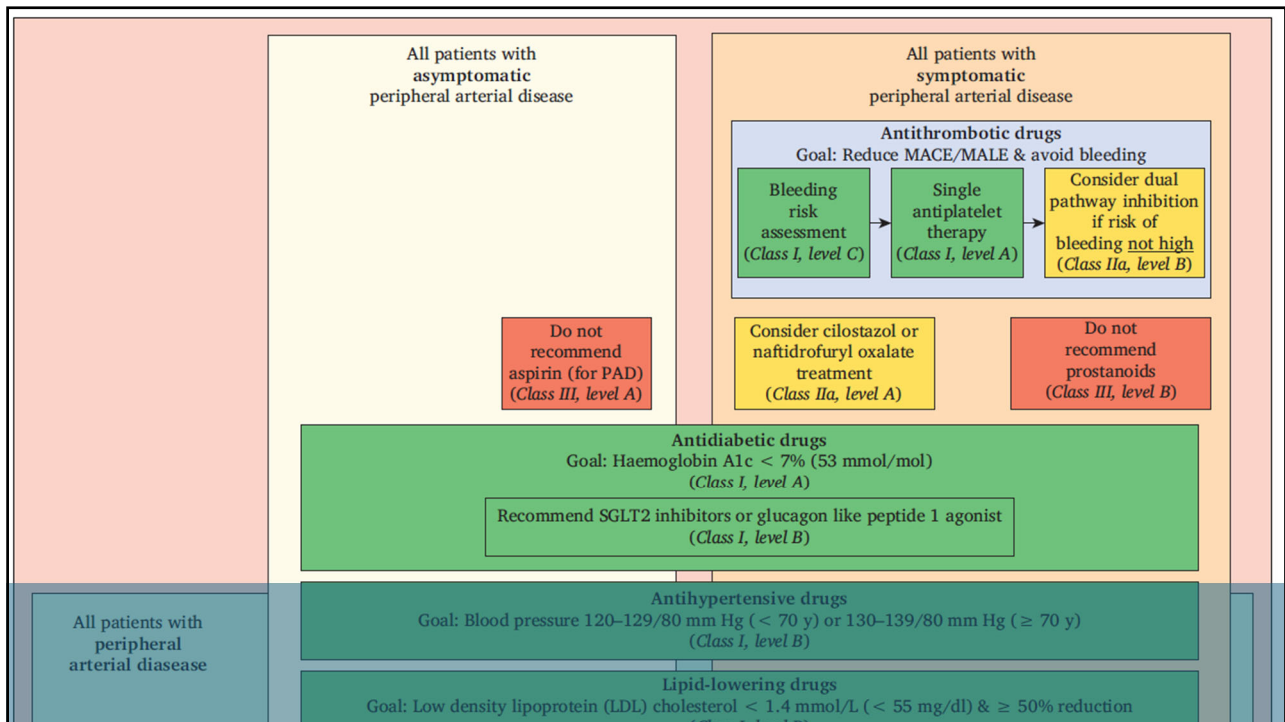 All patients with
asymptomatic
peripheral arterial disease
All patients with
symptomatic
peripheral arterial disease
Antithrombotic drugs
Goal: Reduce MACE/MALE & avoid bleeding
Bleeding
risk
assessment
(Class I, level C)
Single
antiplatelet
therapy
(Class I, level A)
Consider dual
pathway inhibition
if risk of
bleeding not high
(Class IIa, level B)
Do not
recommend
aspirin (for PAD)
(Class III, level A)
Consider cilostazol or
naftidrofuryl oxalate
treatment
(Class IIa, level A)
Do not
recommend
prostanoids
(Class III, level B)
Antidiabetic drugs
Goal: Haemoglobin A1c < 7% (53 mmol/mol)
(Class I, level A)
Recommend SGLT2 inhibitors or glucagon like peptide 1 agonist
(Class I, level B)
All patients with
peripheral
arterial diasease
Antihypertensive drugs
Goal: Blood pressure 120–129/80 mm Hg (< 70 y) or 130–139/80 mm Hg (≥ 70 y)
(Class I, level B)
Lipid-lowering drugs
Goal: Low density lipoprotein (LDL) cholesterol < 1.4 mmol/L (< 55 mg/dl) & ≥ 50% reduction